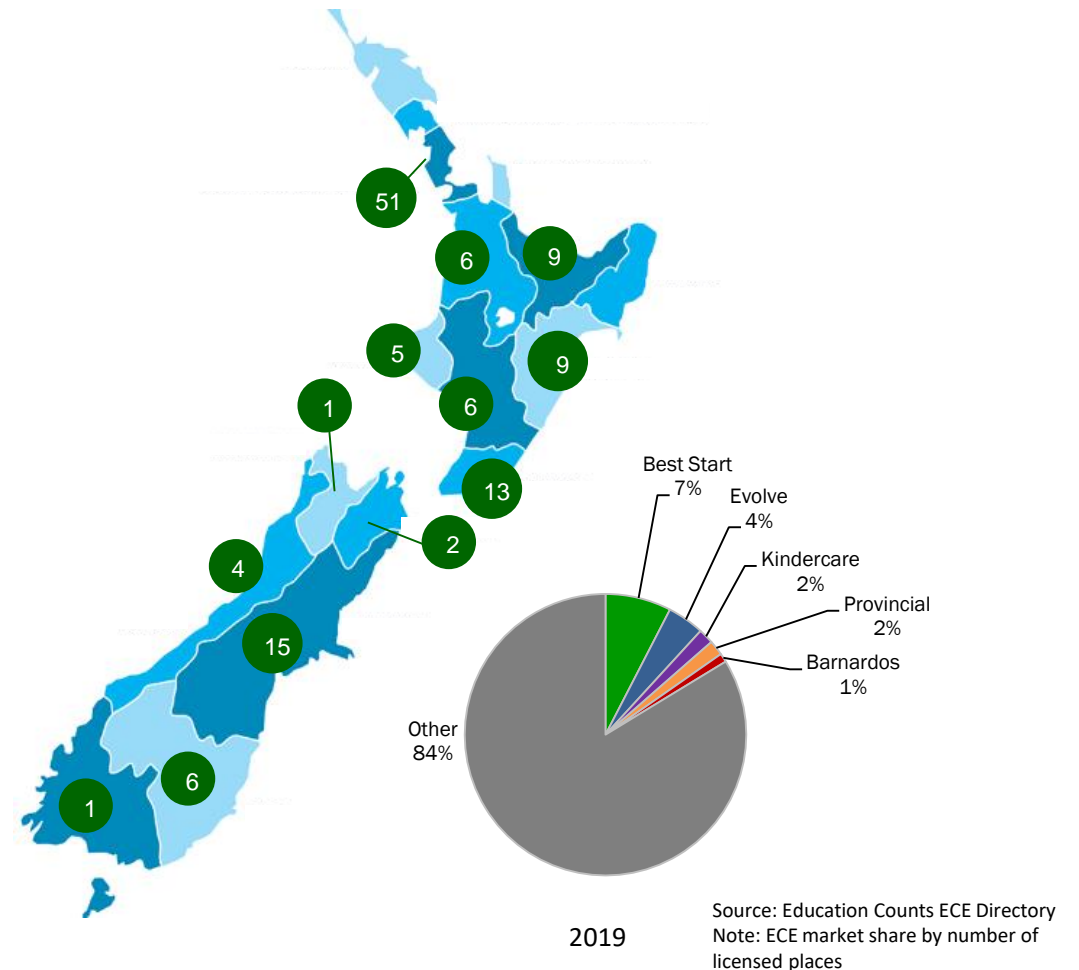 51
6
9
5
9
6
1
13
2
4
15
6
1
Best Start
7%
Evolve
4%
Kindercare
2%
Provincial
2%
Barnardos
1%
Other
84%
2019
Source: Education Counts ECE Directory
Note: ECE market share by number of
licensed places